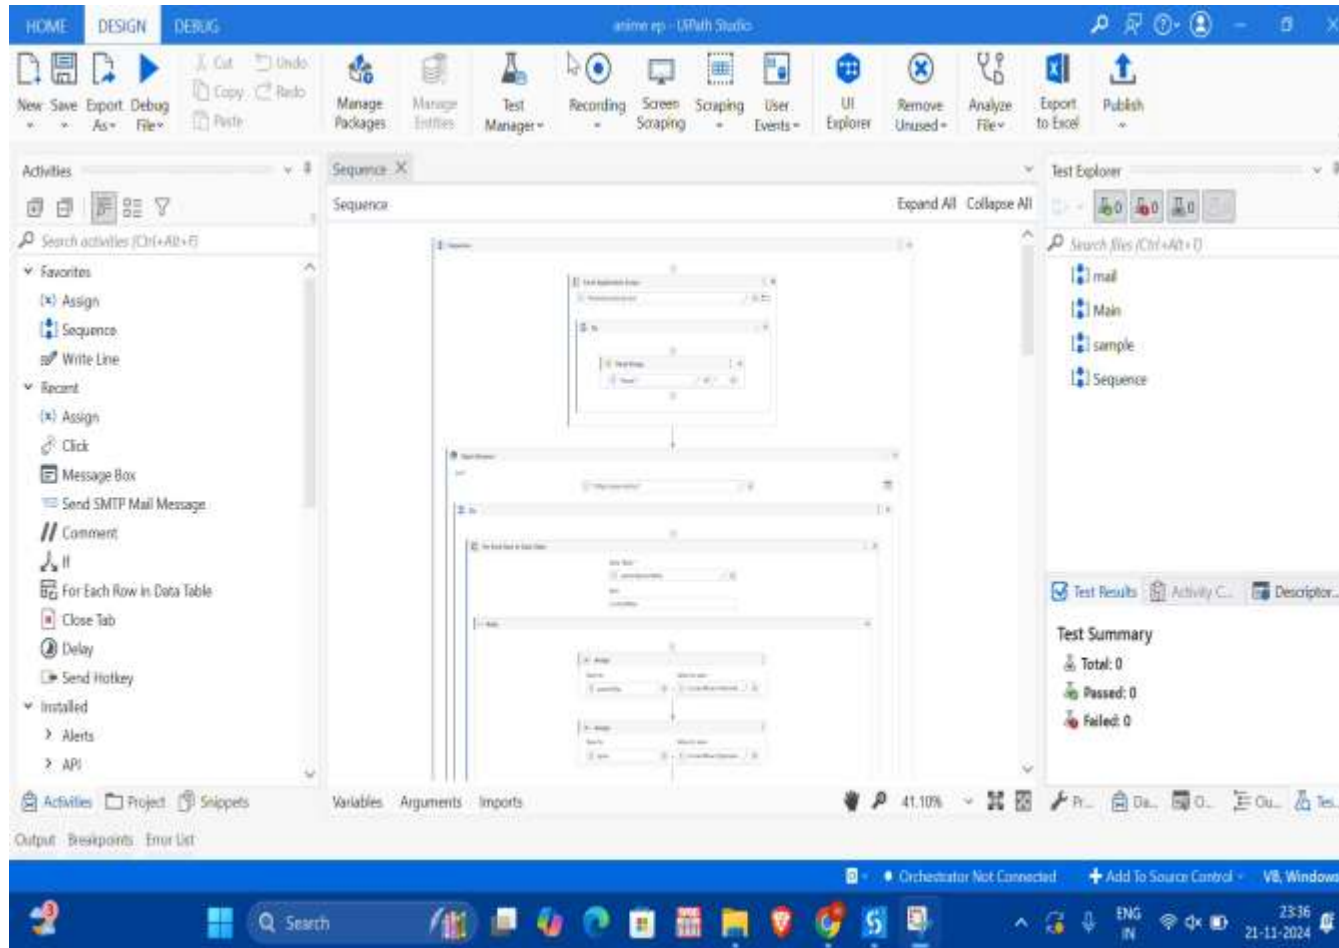 HOME DESIGN DEBUG anime ep - UiPath Studio
New Save Export As Debug File Cut Copy Paste Undo Redo Manage Packages Manage Entities Test Manager Recording Screen Scraping Scraping User Events UI Explorer Remove Unused Analyze File Export to Excel Publish
Activities
Search activities (Ctrl+Alt+F)
Favorites
Assign
Sequence
Write Line
Recent
Assign
Click
Message Box
Send SMTP Mail Message
Comment
If
For Each Row in Data Table
Close Tab
Delay
Send Hotkey
Installed
Alerts
API
Activities Project Snippets
Sequence
Sequence Expand All Collapse All
Variables Arguments Imports 41.10%
Test Explorer
0 0 0
Search files (Ctrl+Alt+T)
mail
Main
sample
Sequence
Test Results Activity C... Descriptor...
Test Summary
Total: 0
Passed: 0
Failed: 0
Pr... Da... O... Ou... Tes...
Output Breakpoints Error List
Orchestrator Not Connected Add To Source Control VB, Windows
3 Search ENG 23:36
IN 21-11-2024